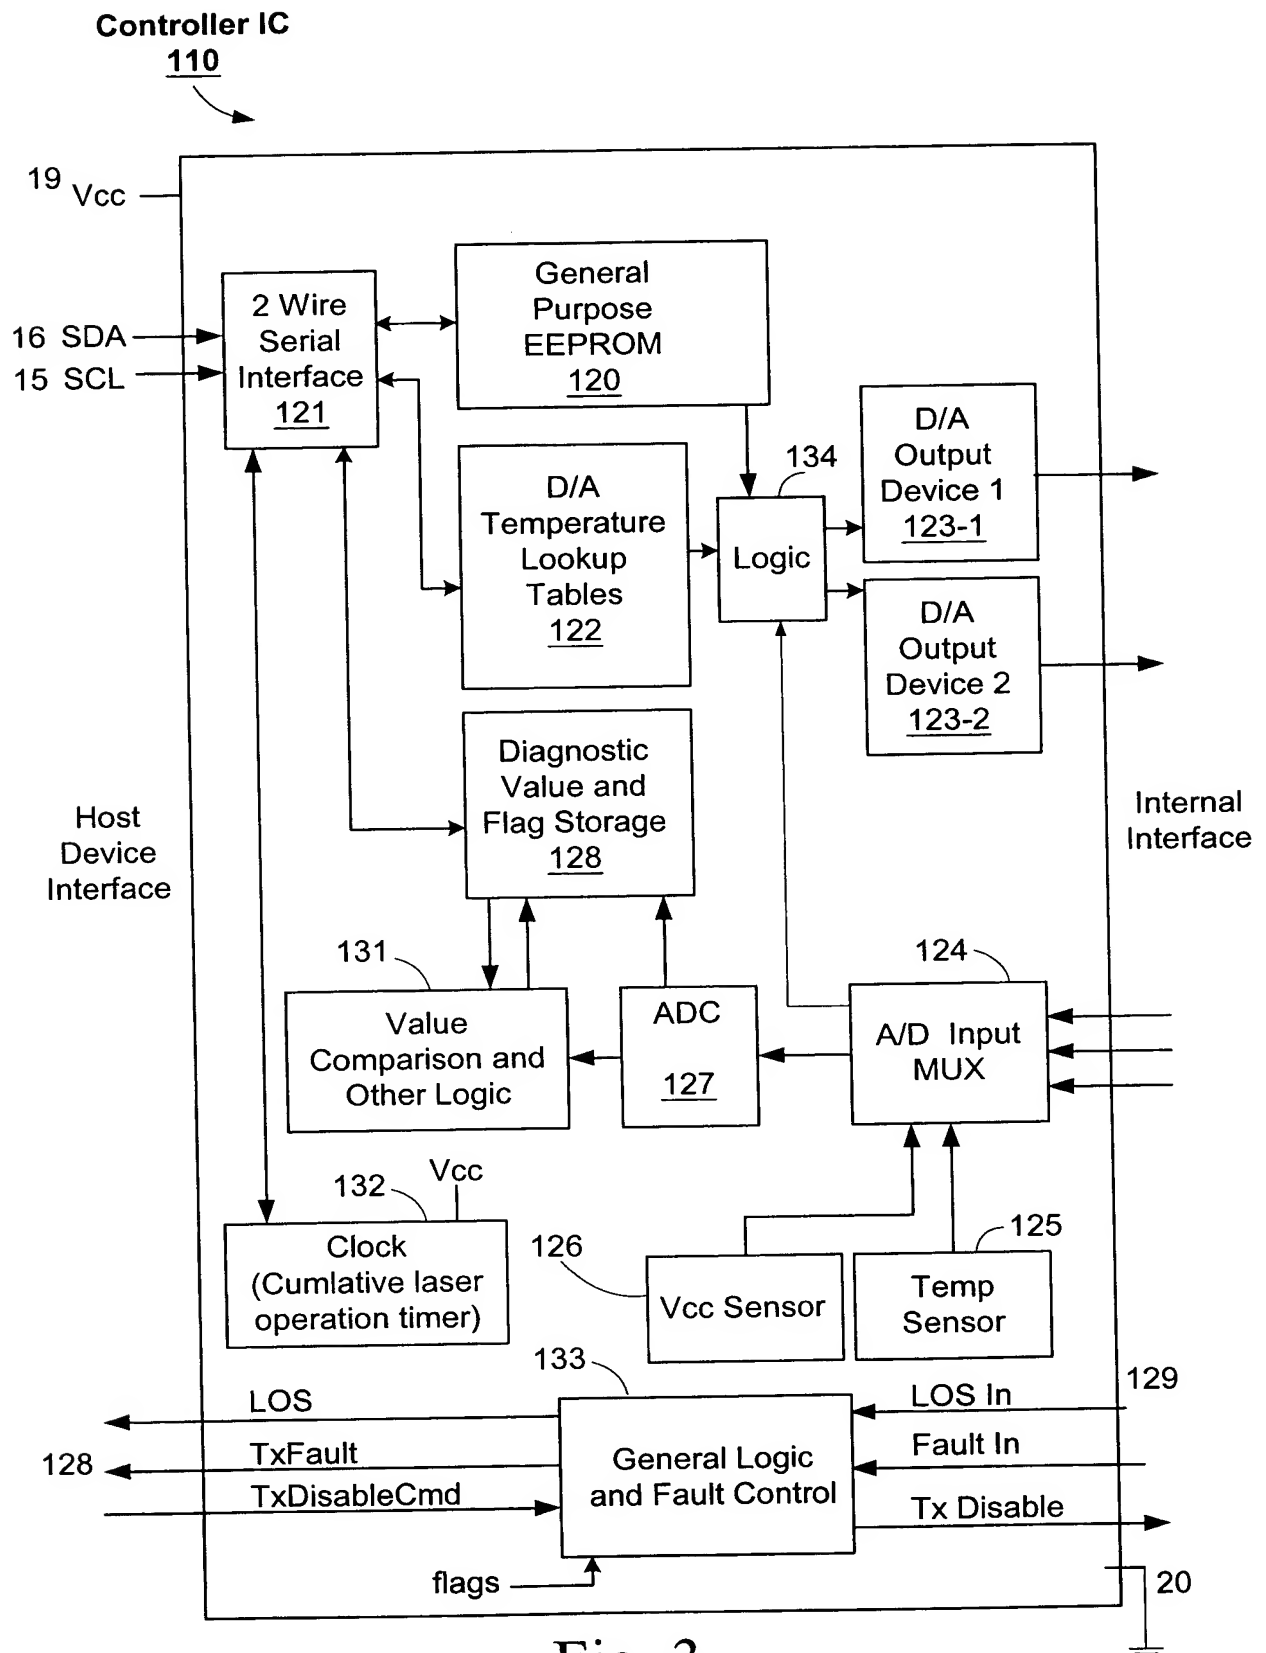 Controller IC
110
19 Vcc
16 SDA
15 SCL
2 Wire
Serial
Interface
121
General
Purpose
EEPROM
120
D/A
Temperature
Lookup
Tables
122
134
Logic
D/A
Output
Device 1
123-1
D/A
Output
Device 2
123-2
Diagnostic
Value and
Flag Storage
128
Host
Device
Interface
Internal
Interface
131
Value
Comparison and
Other Logic
ADC
127
124
A/D Input
MUX
132
Vcc
Clock
(Cumlative laser
operation timer)
126
Vcc Sensor
125
Temp
Sensor
133
General Logic
and Fault Control
LOS
TxFault
TxDisableCmd
128
LOS In
Fault In
Tx Disable
129
flags
20
Fig. 3